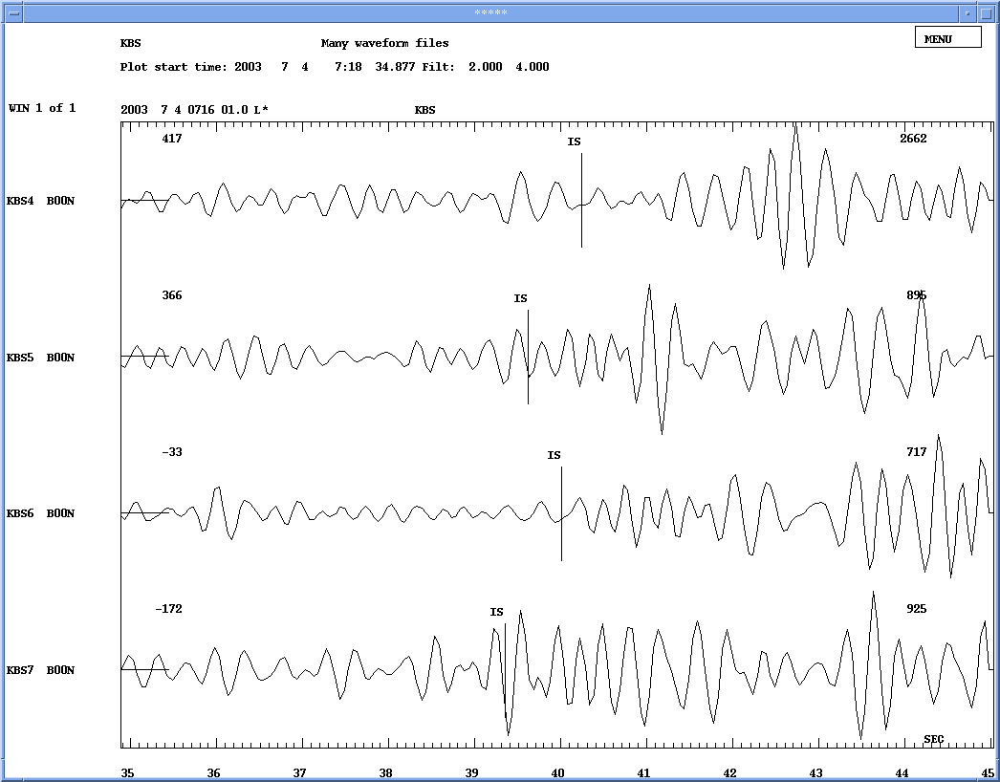 *****
KBS Many waveform files MENU
Plot start time: 2003 7 4 7:18 34.877 Filt: 2.000 4.000
WIN 1 of 1 2003 7 4 0716 01.0 L* KBS
417 IS 2662
KBS4 B00N
366 IS 895
KBS5 B00N
-33 IS 717
KBS6 B00N
-172 IS 925
KBS7 B00N
SEC
35 36 37 38 39 40 41 42 43 44 45